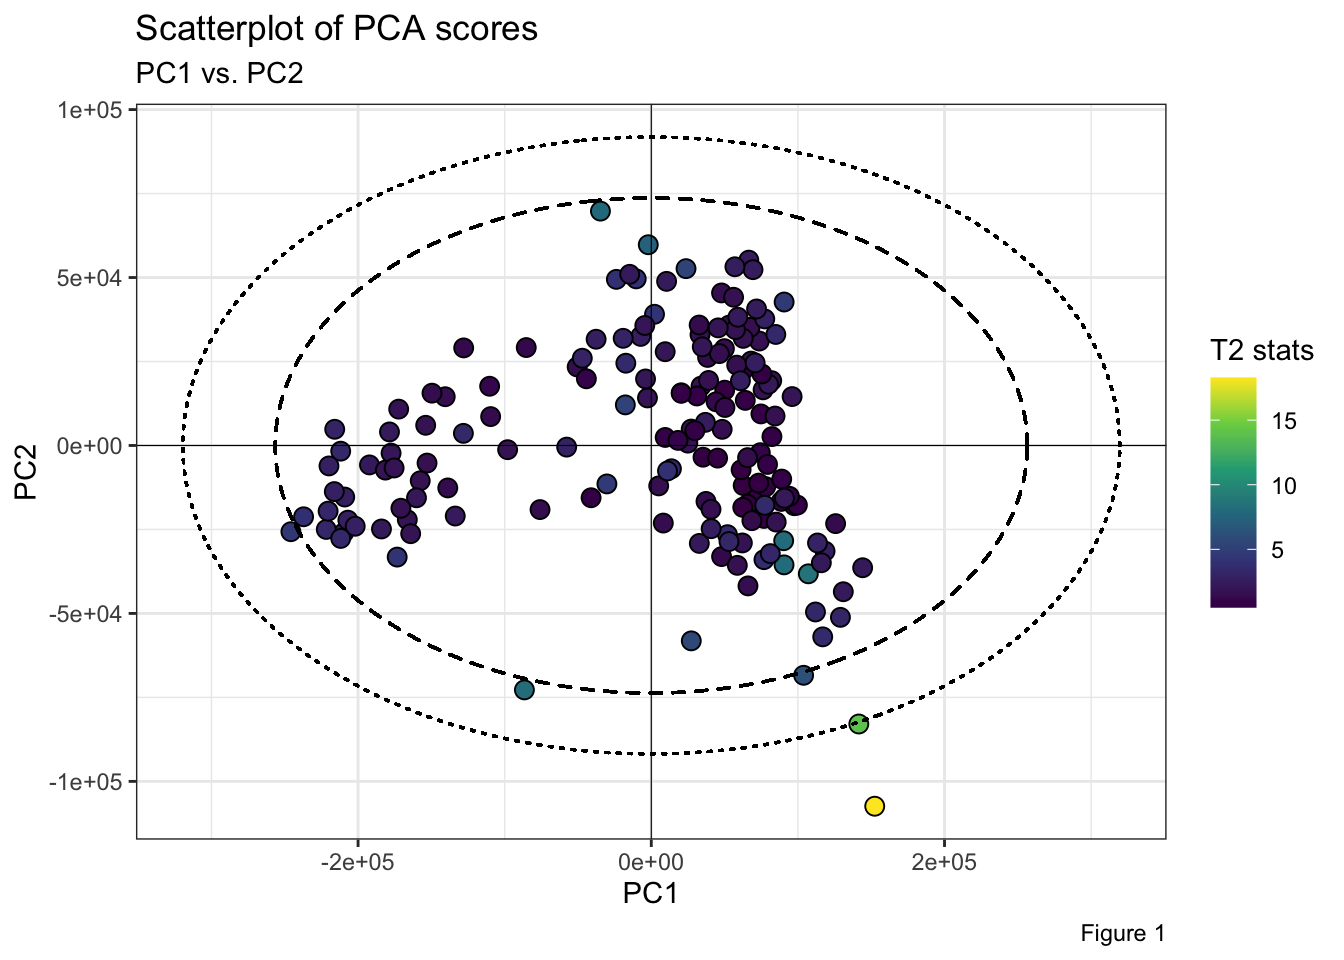 Scatterplot of PCA scores
PC1 vs. PC2
1e+05
5e+04
0e+00
-5e+04
-1e+05
PC2
-2e+05 0e+00 2e+05
PC1
T2 stats
15
10
5
Figure 1